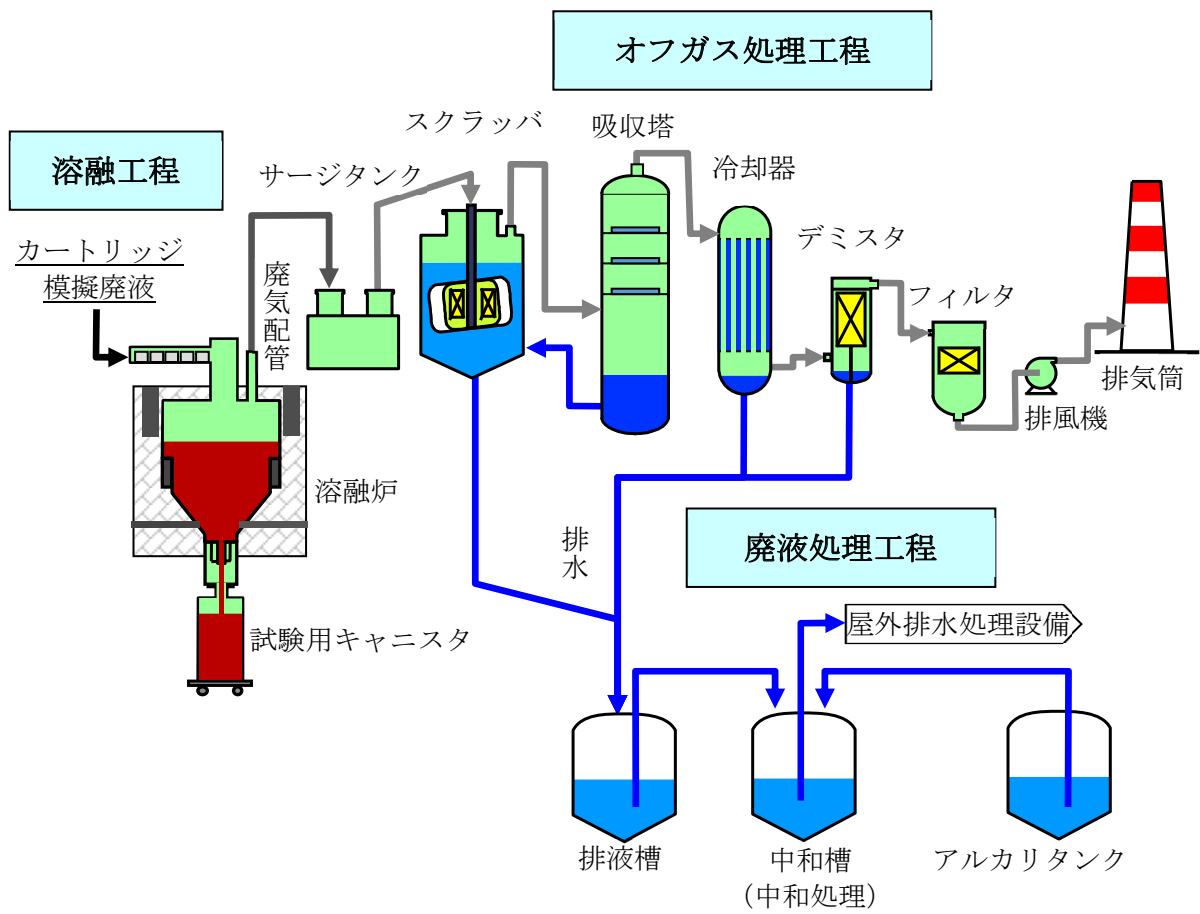 オフガス処理工程
溶融工程
スクラッバ
吸収塔
冷却器
サージタンク
デミスタ
カートリッジ
模擬廃液
廃気配管
フィルタ
排気筒
排風機
溶融炉
排水
廃液処理工程
屋外排水処理設備
試験用キャニスタ
排液槽
中和槽
(中和処理)
アルカリタンク